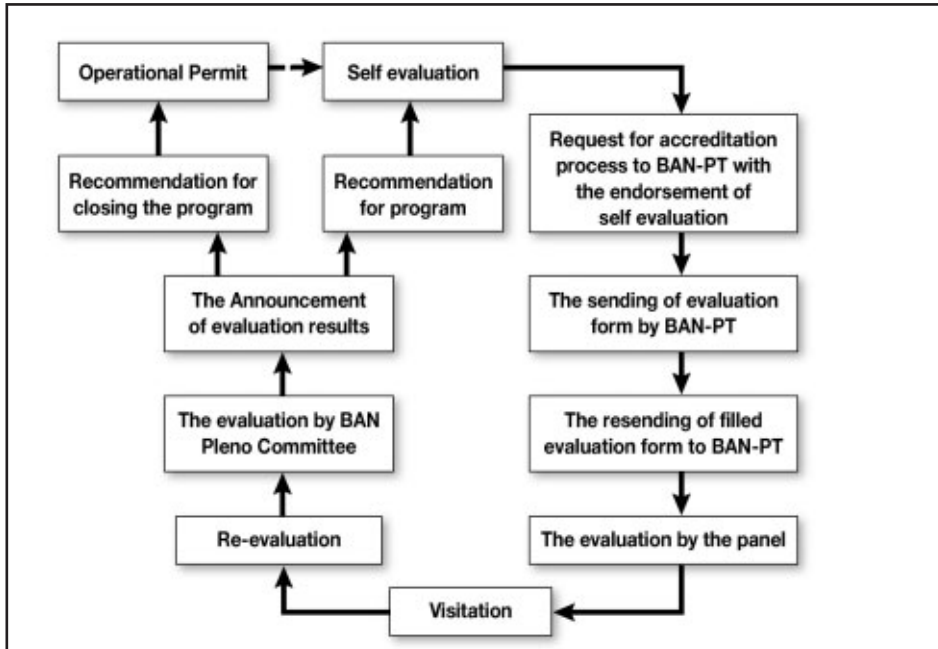 Operational Permit
Self evaluation
Request for accreditation
process to BAN-PT with
the endorsement of
self evaluation
Recommendation for
closing the program
Recommendation
for program
The Announcement
of evaluation results
The sending of evaluation
form by BAN-PT
The evaluation by BAN
Pleno Committee
The resending of filled
evaluation form to BAN-PT
Re-evaluation
The evaluation by the panel
Visitation